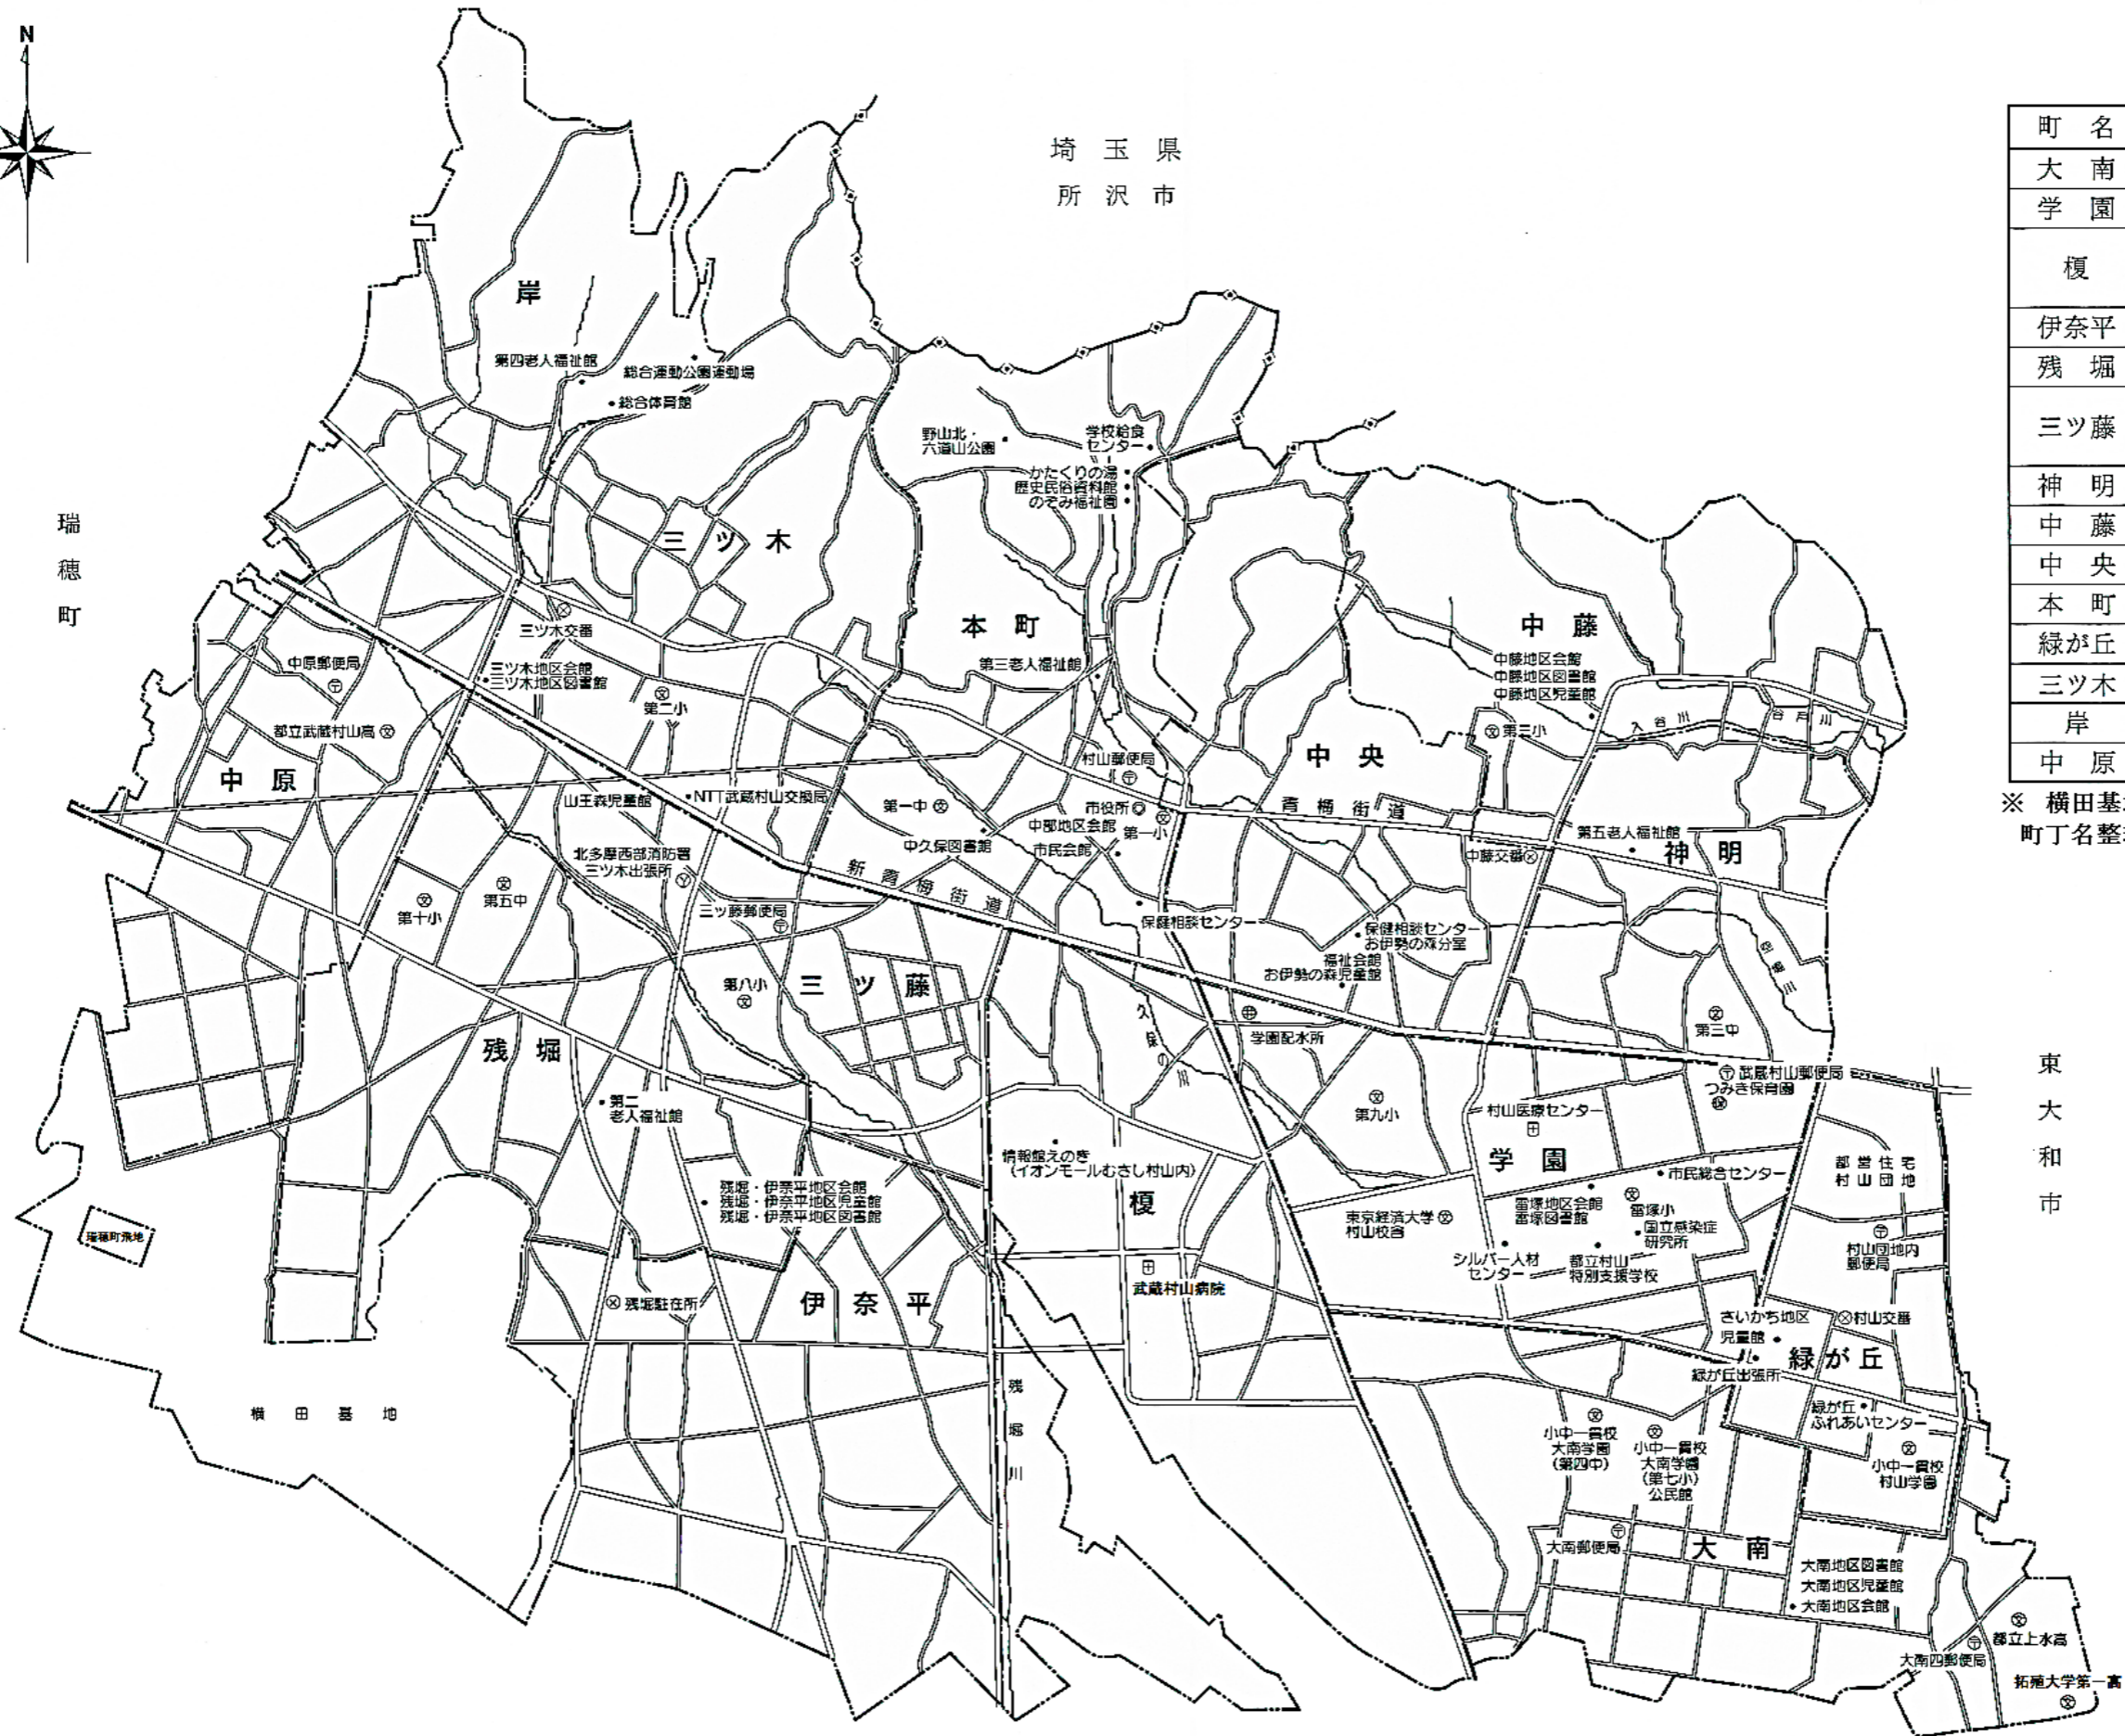 N
埼玉県
所沢市
町名
大南
学園
榎
伊奈平
残堀
三ツ藤
神明
中藤
中央
本町
緑が丘
三ツ木
岸
中原
※ 横田基
町丁名整
岸
第四老人福祉館
総合運動公園運動場
・総合体育館
野山北・
六道山公園
学校給食
センター
かたくりの湯
歴史民俗資料館
のぞみ福祉園
瑞穂町
三ツ木
三ツ木交番
三ツ木地区会館
三ツ木地区図書館
中原郵便局
第二小
都立武蔵村山高
中原
本町
第三老人福祉館
中藤
中藤地区会館
中藤地区図書館
中藤地区児童館
第三小
入谷川
谷戸川
中央
村山郵便局
青梅街道
市役所
中部地区会館
第一小
市民会館
第一中
中久保図書館
山王森児童館
NTT武蔵村山交換局
北多摩西部消防署
三ツ木出張所
新青梅街道
第五老人福祉館
中藤交番
神明
第十小
第五中
三ツ藤郵便局
保健相談センター
保健相談センター
お伊勢の森分室
福祉会館
お伊勢の森児童館
空堀川
第八小
三ツ藤
久保の川
学園配水所
第三中
残堀
第二
老人福祉館
第九小
武蔵村山郵便局
つみき保育園
村山医療センター
学園
東大和市
都営住宅
村山団地
情報館えのき
(イオンモールむさし村山内)
榎
残堀・伊奈平地区会館
残堀・伊奈平地区児童館
残堀・伊奈平地区図書館
市民総合センター
雷塚地区会館
雷塚図書館
雷塚小
国立感染症
研究所
東京経済大学
村山校舎
シルバー人材
センター
都立村山
特別支援学校
村山団地内
郵便局
瑞穂町飛地
武蔵村山病院
残堀駐在所
伊奈平
さいかち地区
児童館
村山交番
緑が丘
緑が丘出張所
横田基地
残堀川
緑が丘
ふれあいセンター
小中一貫校
大南学園
(第四中)
小中一貫校
大南学園
(第七小)
公民館
小中一貫校
村山学園
大南郵便局
大南
大南地区図書館
大南地区児童館
大南地区会館
都立上水高
大南四郵便局
拓殖大学第一高